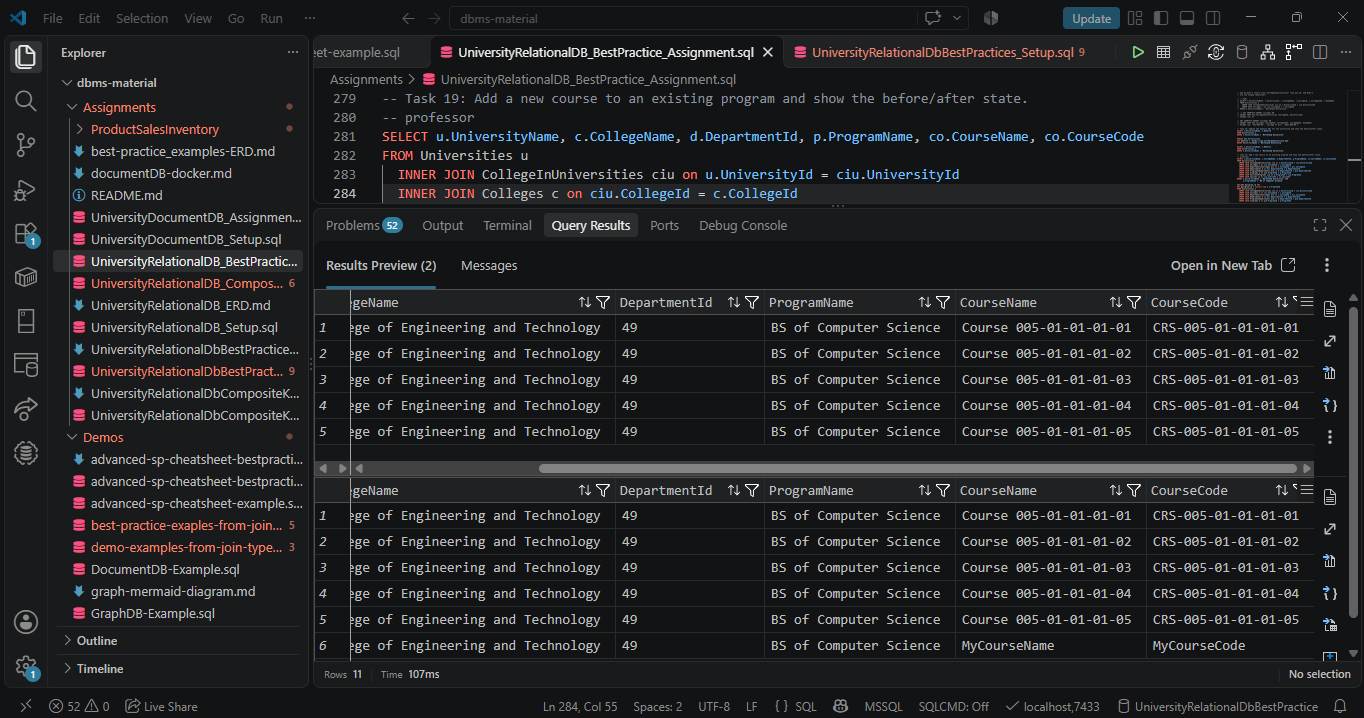 File Edit Selection View Go Run ··· dbms-material Update
Explorer ···
dbms-material
Assignments
ProductSalesInventory
best-practice_examples-ERD.md
documentDB-docker.md
README.md
UniversityDocumentDB_Assignmen...
UniversityDocumentDB_Setup.sql
UniversityRelationalDB_BestPractic...
UniversityRelationalDB_Compos... 6
UniversityRelationalDB_ERD.md
UniversityRelationalDB_Setup.sql
UniversityRelationalDbBestPractice...
UniversityRelationalDbBestPract... 9
UniversityRelationalDbCompositeK...
UniversityRelationalDbCompositeK...
Demos
advanced-sp-cheatsheet-bestpracti...
advanced-sp-cheatsheet-bestpracti...
advanced-sp-cheatsheet-example.s...
best-practice-exaples-from-join... 5
demo-examples-from-join-type... 3
DocumentDB-Example.sql
graph-mermaid-diagram.md
GraphDB-Example.sql
Outline
Timeline
1
1
eet-example.sql UniversityRelationalDB_BestPractice_Assignment.sql UniversityRelationalDbBestPractices_Setup.sql 9 ···
Assignments > UniversityRelationalDB_BestPractice_Assignment.sql
279 -- Task 19: Add a new course to an existing program and show the before/after state.
280 -- professor
281 SELECT u.UniversityName, c.CollegeName, d.DepartmentId, p.ProgramName, co.CourseName, co.CourseCode
282 FROM Universities u
283 INNER JOIN CollegeInUniversities ciu on u.UniversityId = ciu.UniversityId
284 INNER JOIN Colleges c on ciu.CollegeId = c.CollegeId
Problems 52 Output Terminal Query Results Ports Debug Console
Results Preview (2) Messages Open in New Tab
egeName DepartmentId ProgramName CourseName CourseCode
1 ege of Engineering and Technology 49 BS of Computer Science Course 005-01-01-01-01 CRS-005-01-01-01-01
2 ege of Engineering and Technology 49 BS of Computer Science Course 005-01-01-01-02 CRS-005-01-01-01-02
3 ege of Engineering and Technology 49 BS of Computer Science Course 005-01-01-01-03 CRS-005-01-01-01-03
4 ege of Engineering and Technology 49 BS of Computer Science Course 005-01-01-01-04 CRS-005-01-01-01-04
5 ege of Engineering and Technology 49 BS of Computer Science Course 005-01-01-01-05 CRS-005-01-01-01-05
egeName DepartmentId ProgramName CourseName CourseCode
1 ege of Engineering and Technology 49 BS of Computer Science Course 005-01-01-01-01 CRS-005-01-01-01-01
2 ege of Engineering and Technology 49 BS of Computer Science Course 005-01-01-01-02 CRS-005-01-01-01-02
3 ege of Engineering and Technology 49 BS of Computer Science Course 005-01-01-01-03 CRS-005-01-01-01-03
4 ege of Engineering and Technology 49 BS of Computer Science Course 005-01-01-01-04 CRS-005-01-01-01-04
5 ege of Engineering and Technology 49 BS of Computer Science Course 005-01-01-01-05 CRS-005-01-01-01-05
6 ege of Engineering and Technology 49 BS of Computer Science MyCourseName MyCourseCode
Rows 11 Time 107ms No selection
52 0 Live Share Ln 284, Col 55 Spaces: 2 UTF-8 LF { } SQL MSSQL SQLCMD: Off localhost,7433 UniversityRelationalDbBestPractice